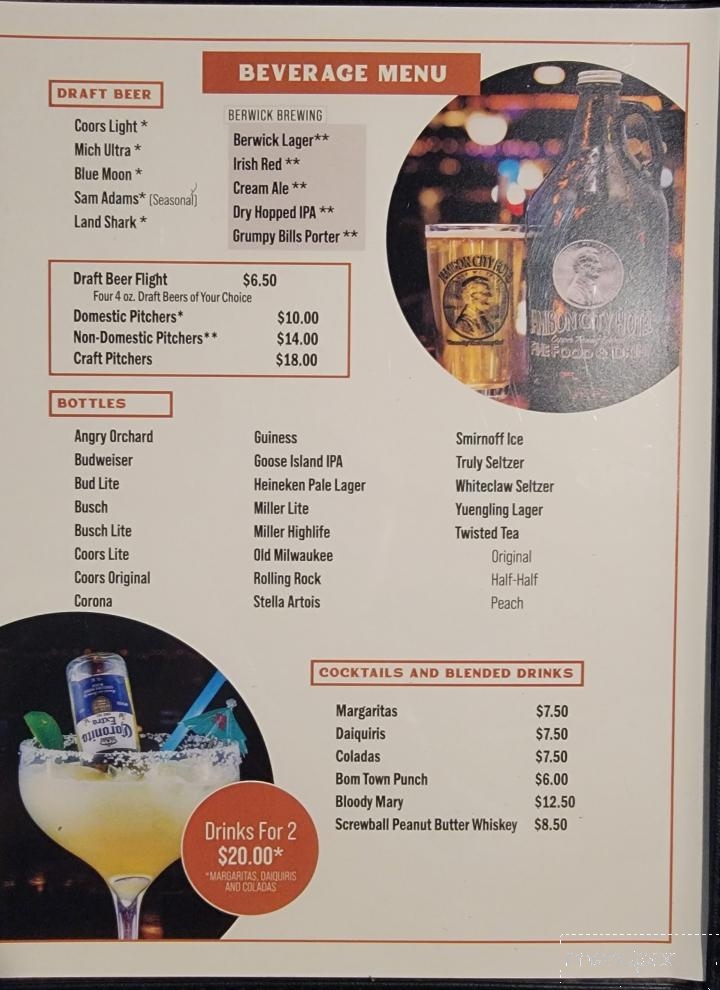 BEVERAGE MENU
DRAFT BEER
Coors Light *
Mich Ultra *
Blue Moon *
Sam Adams* (Seasonal)
Land Shark *
BERWICK BREWING
Berwick Lager**
Irish Red **
Cream Ale **
Dry Hopped IPA **
Grumpy Bills Porter **
Draft Beer Flight $6.50
Four 4 oz. Draft Beers of Your Choice
Domestic Pitchers* $10.00
Non-Domestic Pitchers** $14.00
Craft Pitchers $18.00
BOTTLES
Angry Orchard
Budweiser
Bud Lite
Busch
Busch Lite
Coors Lite
Coors Original
Corona
Guiness
Goose Island IPA
Heineken Pale Lager
Miller Lite
Miller Highlife
Old Milwaukee
Rolling Rock
Stella Artois
Smirnoff Ice
Truly Seltzer
Whiteclaw Seltzer
Yuengling Lager
Twisted Tea
Original
Half-Half
Peach
Coronita
Extra
COCKTAILS AND BLENDED DRINKS
Margaritas $7.50
Daiquiris $7.50
Coladas $7.50
Bom Town Punch $6.00
Bloody Mary $12.50
Screwball Peanut Butter Whiskey $8.50
Drinks For 2
$20.00*
*MARGARITAS, DAIQUIRIS
AND COLADAS